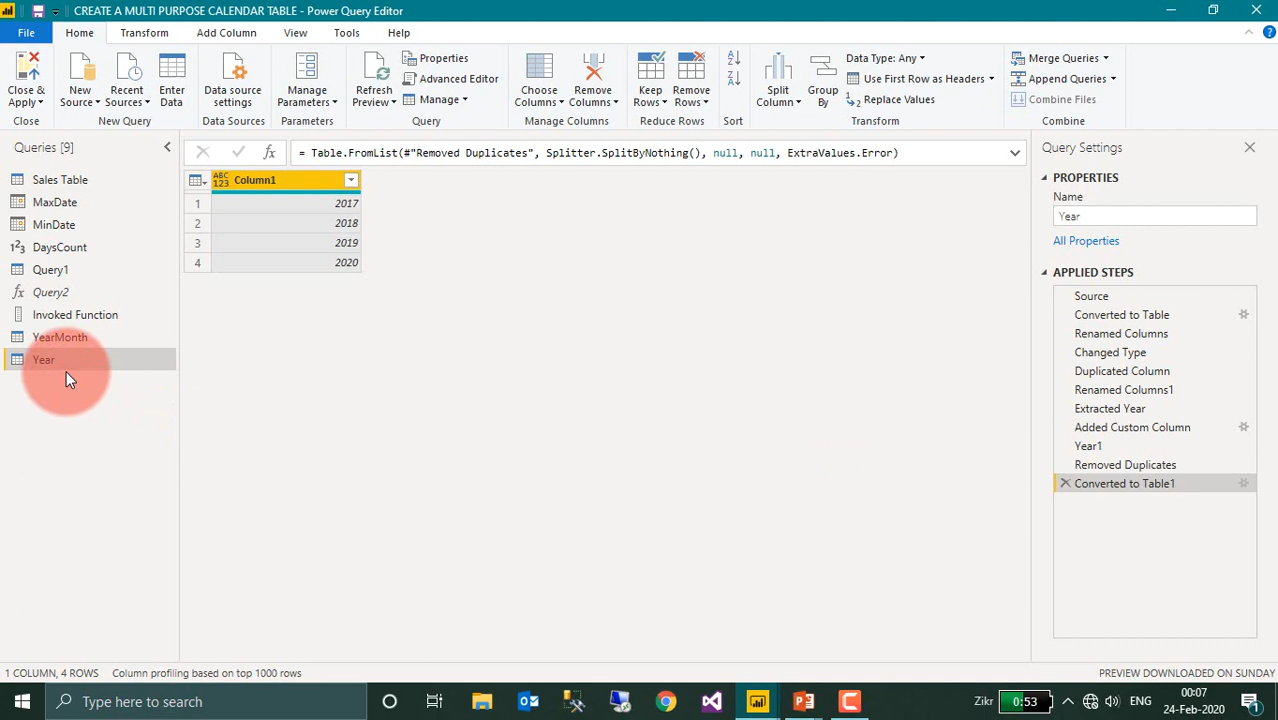 CREATE A MULTI PURPOSE CALENDAR TABLE - Power Query Editor
File Home Transform Add Column View Tools Help
Close & Apply
New Source
Recent Sources
Enter Data
Data source settings
Manage Parameters
Refresh Preview
Properties
Advanced Editor
Manage
Choose Columns
Remove Columns
Keep Rows
Remove Rows
Split Column
Group By
Data Type: Any
Use First Row as Headers
Replace Values
Merge Queries
Append Queries
Combine Files
Close New Query Data Sources Parameters Query Manage Columns Reduce Rows Sort Transform Combine
Queries [9]
Sales Table
MaxDate
MinDate
DaysCount
Query1
Query2
Invoked Function
YearMonth
Year
= Table.FromList(#"Removed Duplicates", Splitter.SplitByNothing(), null, null, ExtraValues.Error)
ABC 123 Column1
1 2017
2 2018
3 2019
4 2020
Query Settings
PROPERTIES
Name
Year
All Properties
APPLIED STEPS
Source
Converted to Table
Renamed Columns
Changed Type
Duplicated Column
Renamed Columns1
Extracted Year
Added Custom Column
Year1
Removed Duplicates
Converted to Table1
1 COLUMN, 4 ROWS Column profiling based on top 1000 rows PREVIEW DOWNLOADED ON SUNDAY
Type here to search
Zikr 0:53 ENG
00:07
24-Feb-2020
1